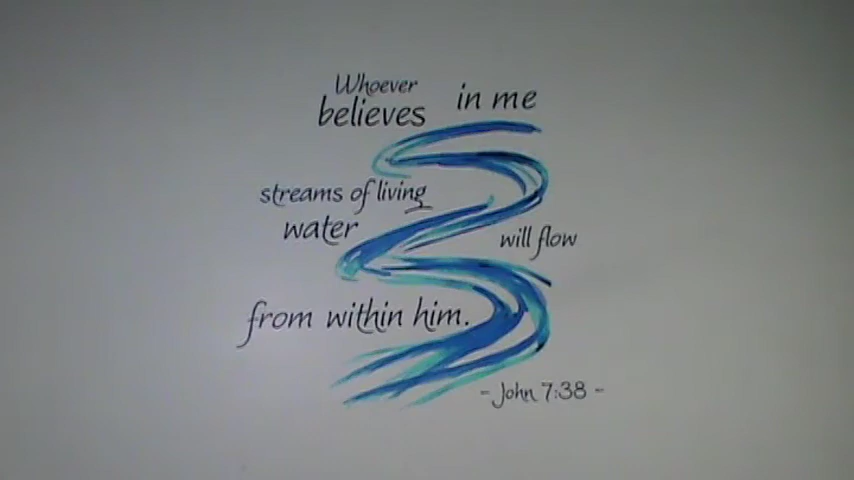 Whoever
believes in me
streams of living
water
will flow
from within him.
- John 7:38 -